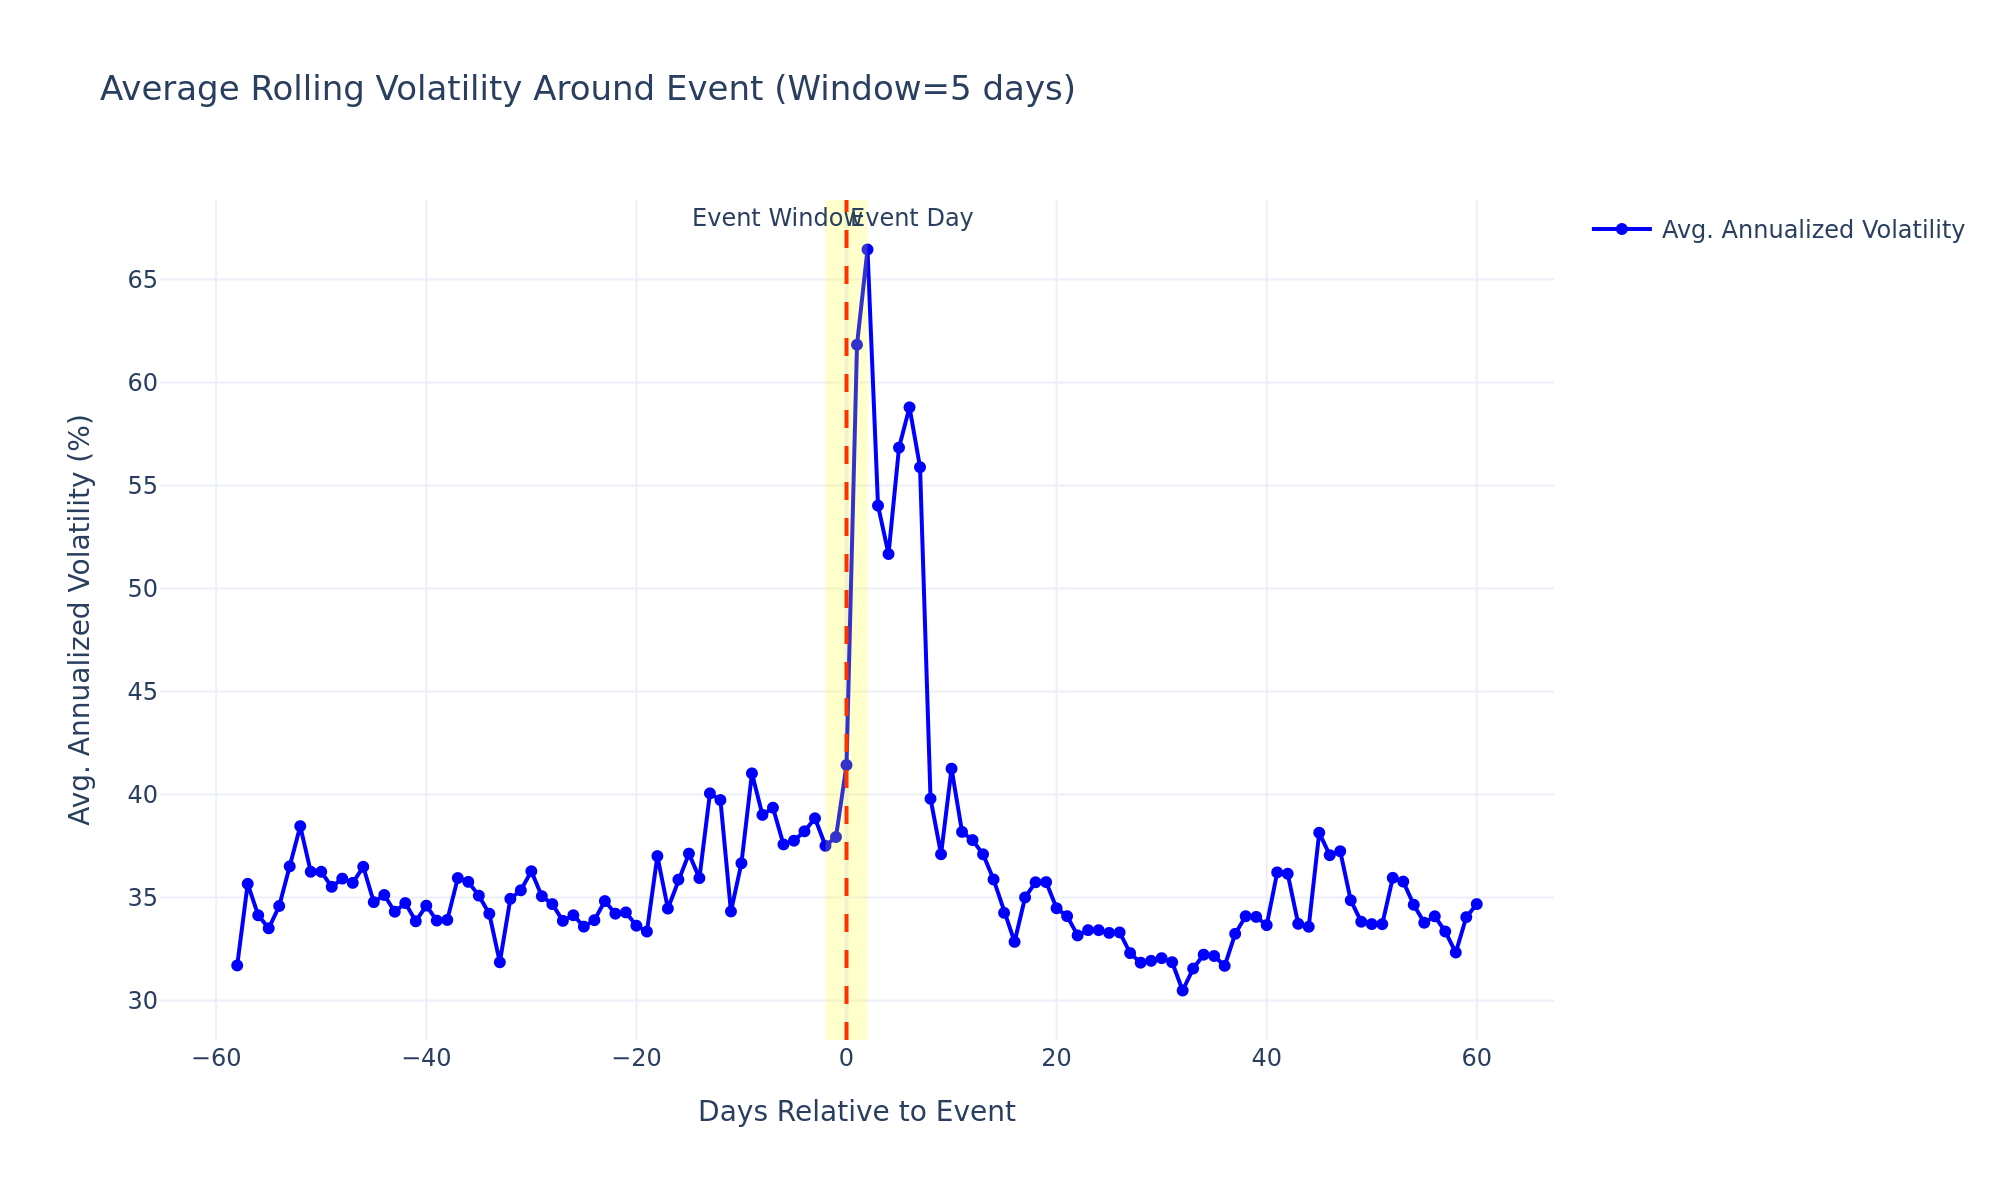 Average Rolling Volatility Around Event (Window=5 days)
Event Window
Event Day
Avg. Annualized Volatility
Avg. Annualized Volatility (%)
65
60
55
50
45
40
35
30
−60
−40
−20
0
20
40
60
Days Relative to Event